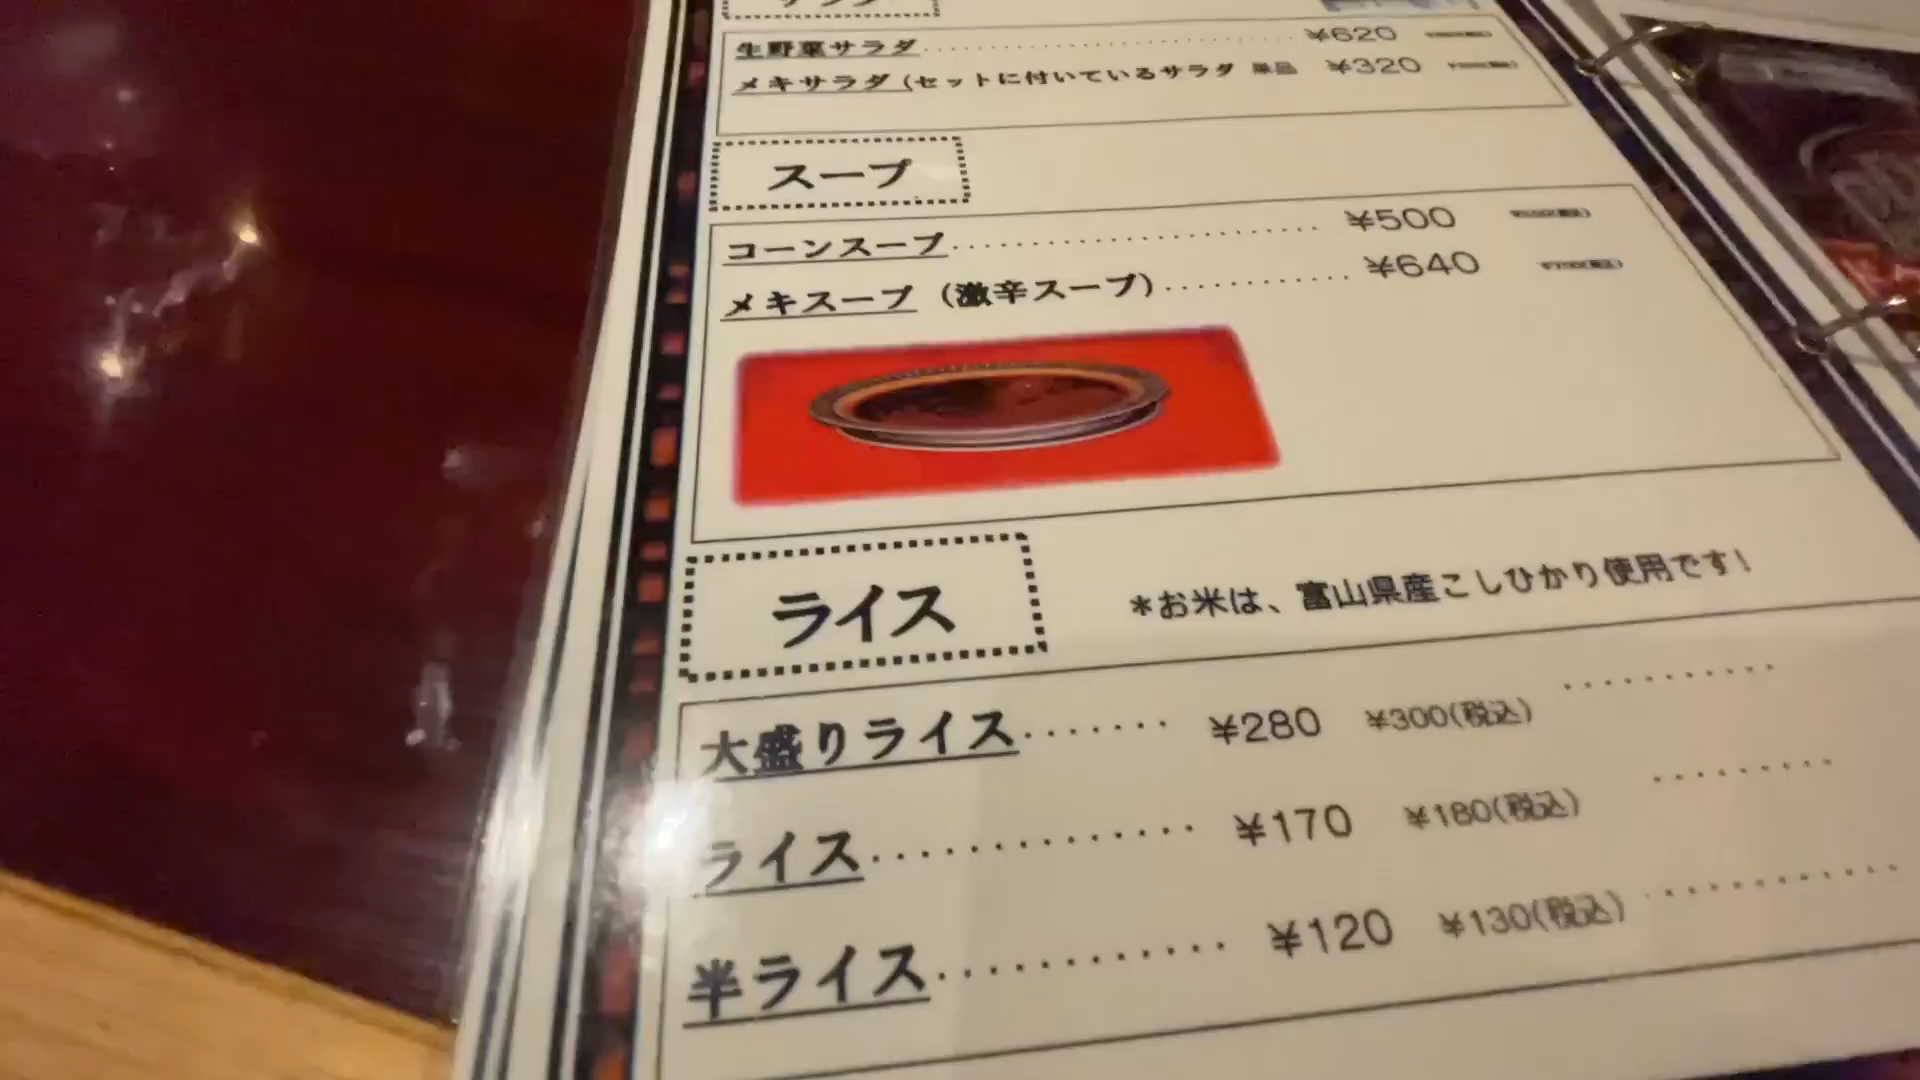 生野菜サラダ ¥620
メキサラダ (セットに付いているサラダ 単品 ¥320
スープ
コーンスープ ¥500
メキスープ (激辛スープ) ¥640
ライス
*お米は、富山県産こしひかり使用です!
大盛りライス ¥280 ¥300(税込)
ライス ¥170 ¥180(税込)
半ライス ¥120 ¥130(税込)